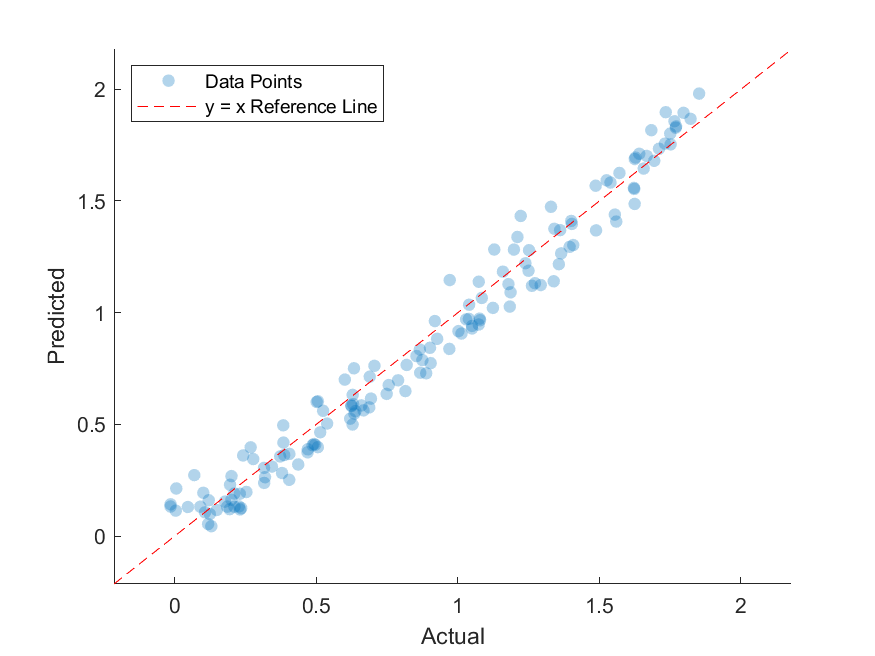 Data Points
y = x Reference Line
2
1.5
1
0.5
0
Predicted
0
0.5
1
1.5
2
Actual